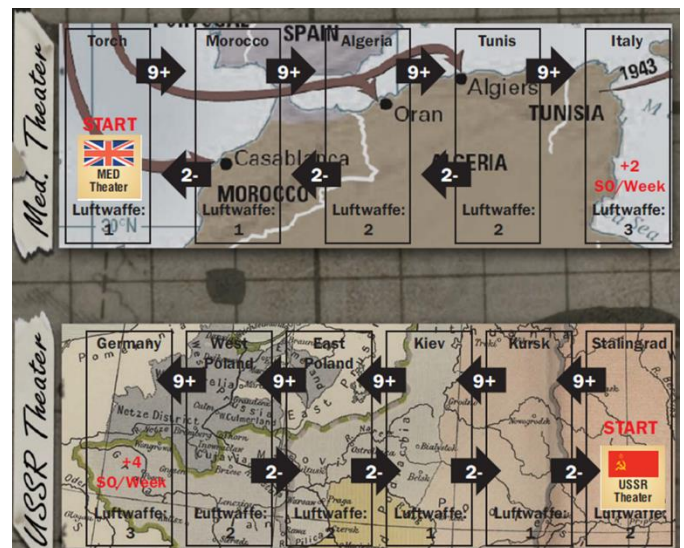 Med. Theater
PORTUGAL
SPAIN
Torch
Morocco
Algeria
Tunis
Italy
9+
9+
9+
9+
1943
Algiers
Oran
TUNISIA
START
MED
Theater
Casablanca
ALGERIA
MOROCCO
2-
2-
2-
+2
SO/Week
Luftwaffe:
1
Luftwaffe:
1
Luftwaffe:
2
Luftwaffe:
2
Luftwaffe:
3
USSR Theater
Germany
West
Poland
East
Poland
Kiev
Kursk
Stalingrad
9+
9+
9+
9+
9+
Netze District
START
+4
SO/Week
2-
2-
2-
2-
USSR
Theater
Luftwaffe:
3
Luftwaffe:
2
Luftwaffe:
2
Luftwaffe:
1
Luftwaffe:
1
Luftwaffe:
2